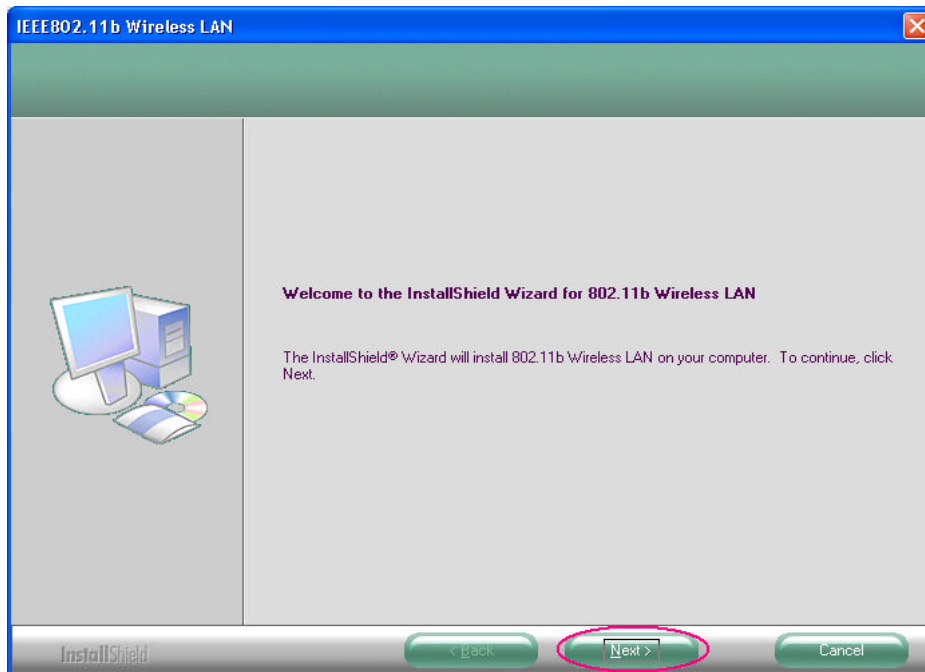 IEEE802.11b Wireless LAN
Welcome to the InstallShield Wizard for 802.11b Wireless LAN
The InstallShield® Wizard will install 802.11b Wireless LAN on your computer.  To continue, click
Next.
InstallShield
< Back
Next >
Cancel